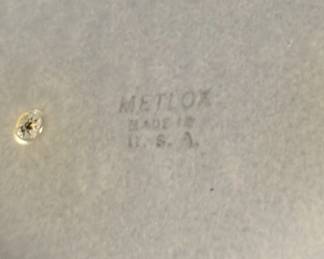 METLOX
MADE IN
U. S. A.